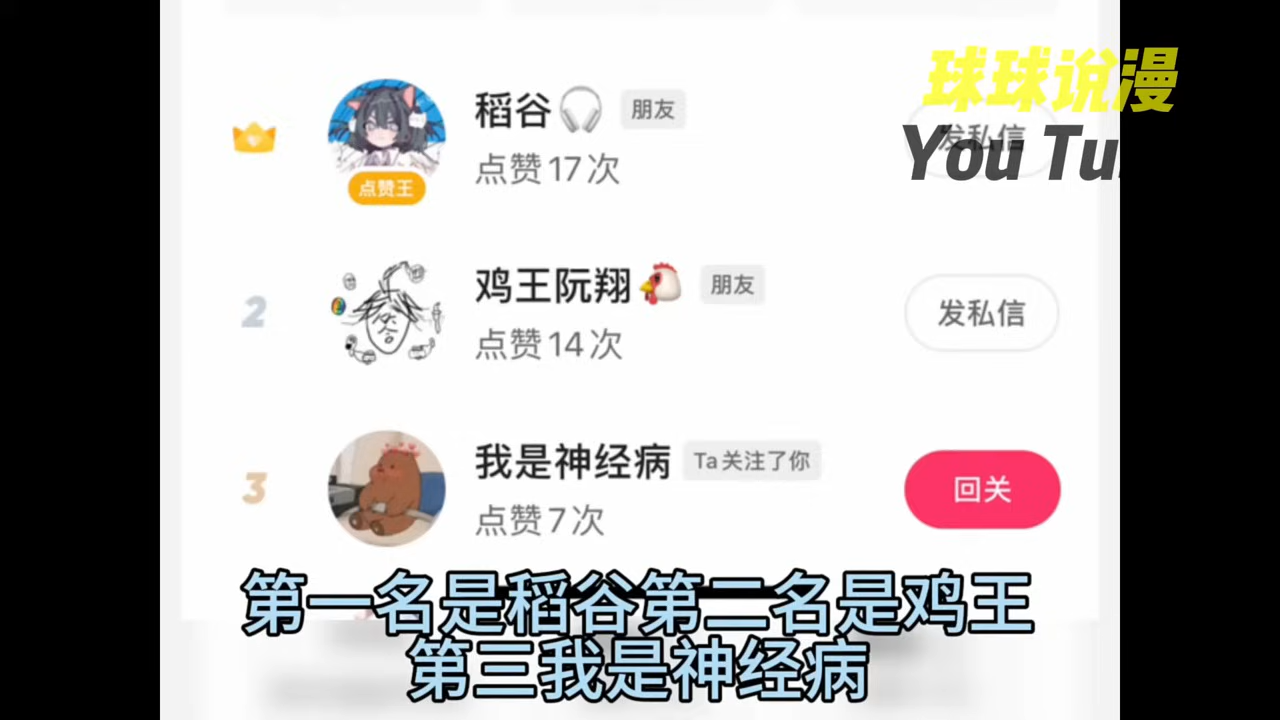 球球说漫
You Tu
稻谷 朋友
点赞17次
点赞王
发私信
2
鸡王阮翔 朋友
点赞14次
发私信
3
我是神经病 Ta关注了你
点赞7次
回关
第一名是稻谷第二名是鸡王
第三我是神经病